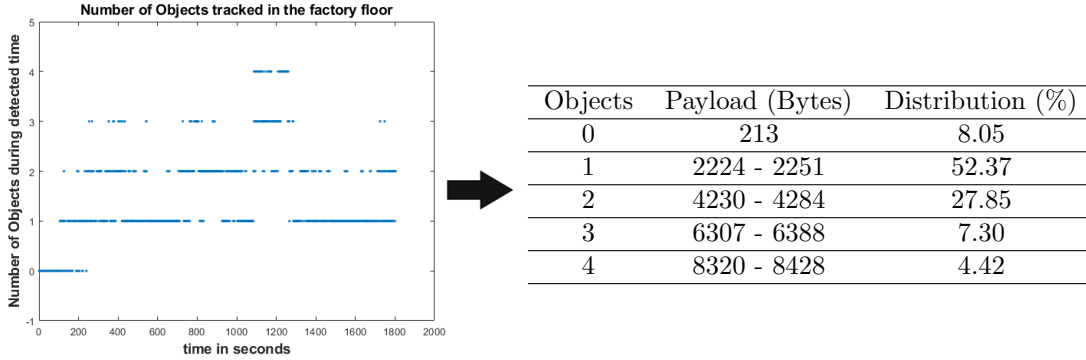 Number of Objects tracked in the factory floor
Number of Objects during detected time
5
4
3
2
1
0
-1
0 200 400 600 800 1000 1200 1400 1600 1800 2000
time in seconds
Objects Payload (Bytes) Distribution (%)
0 213 8.05
1 2224 - 2251 52.37
2 4230 - 4284 27.85
3 6307 - 6388 7.30
4 8320 - 8428 4.42